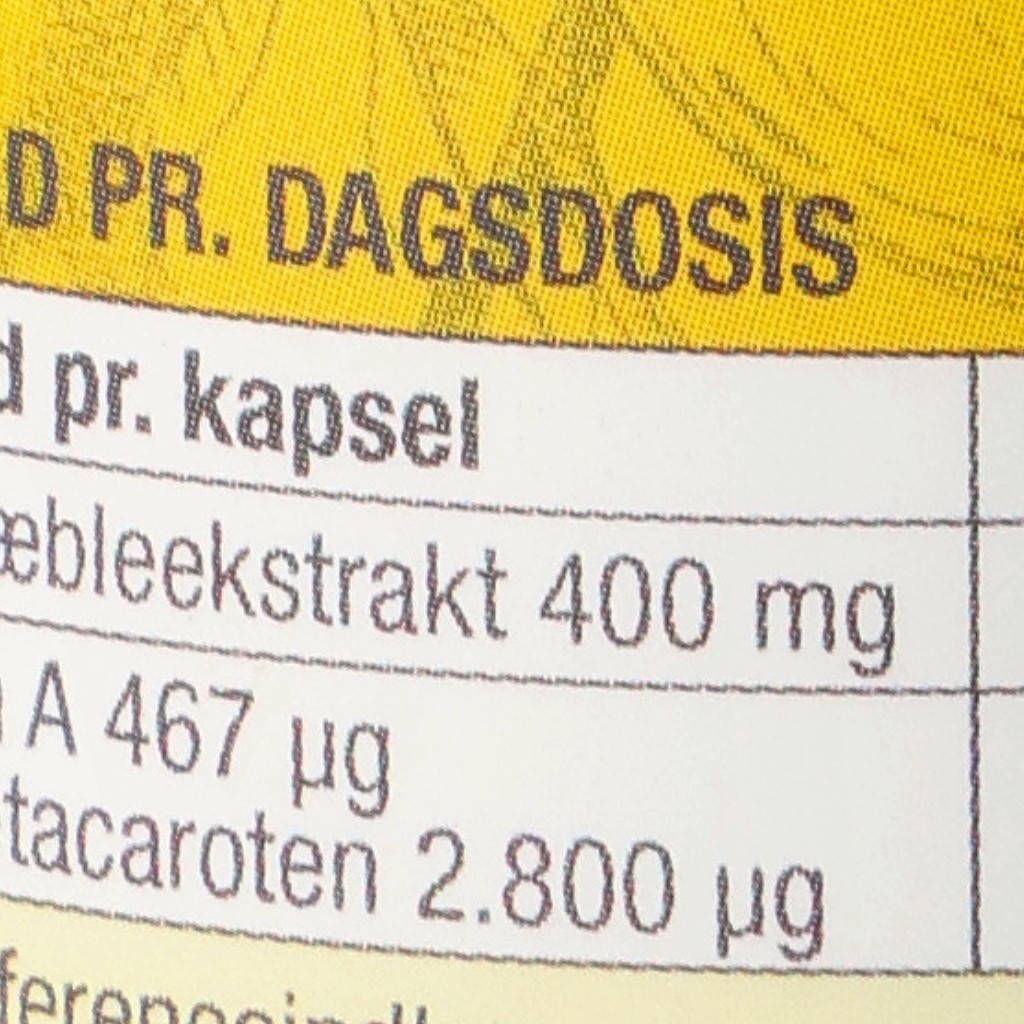 D PR. DAGSDOSIS
d pr. kapsel
æbleekstrakt 400 mg
A 467 µg
tacaroten 2.800 µg